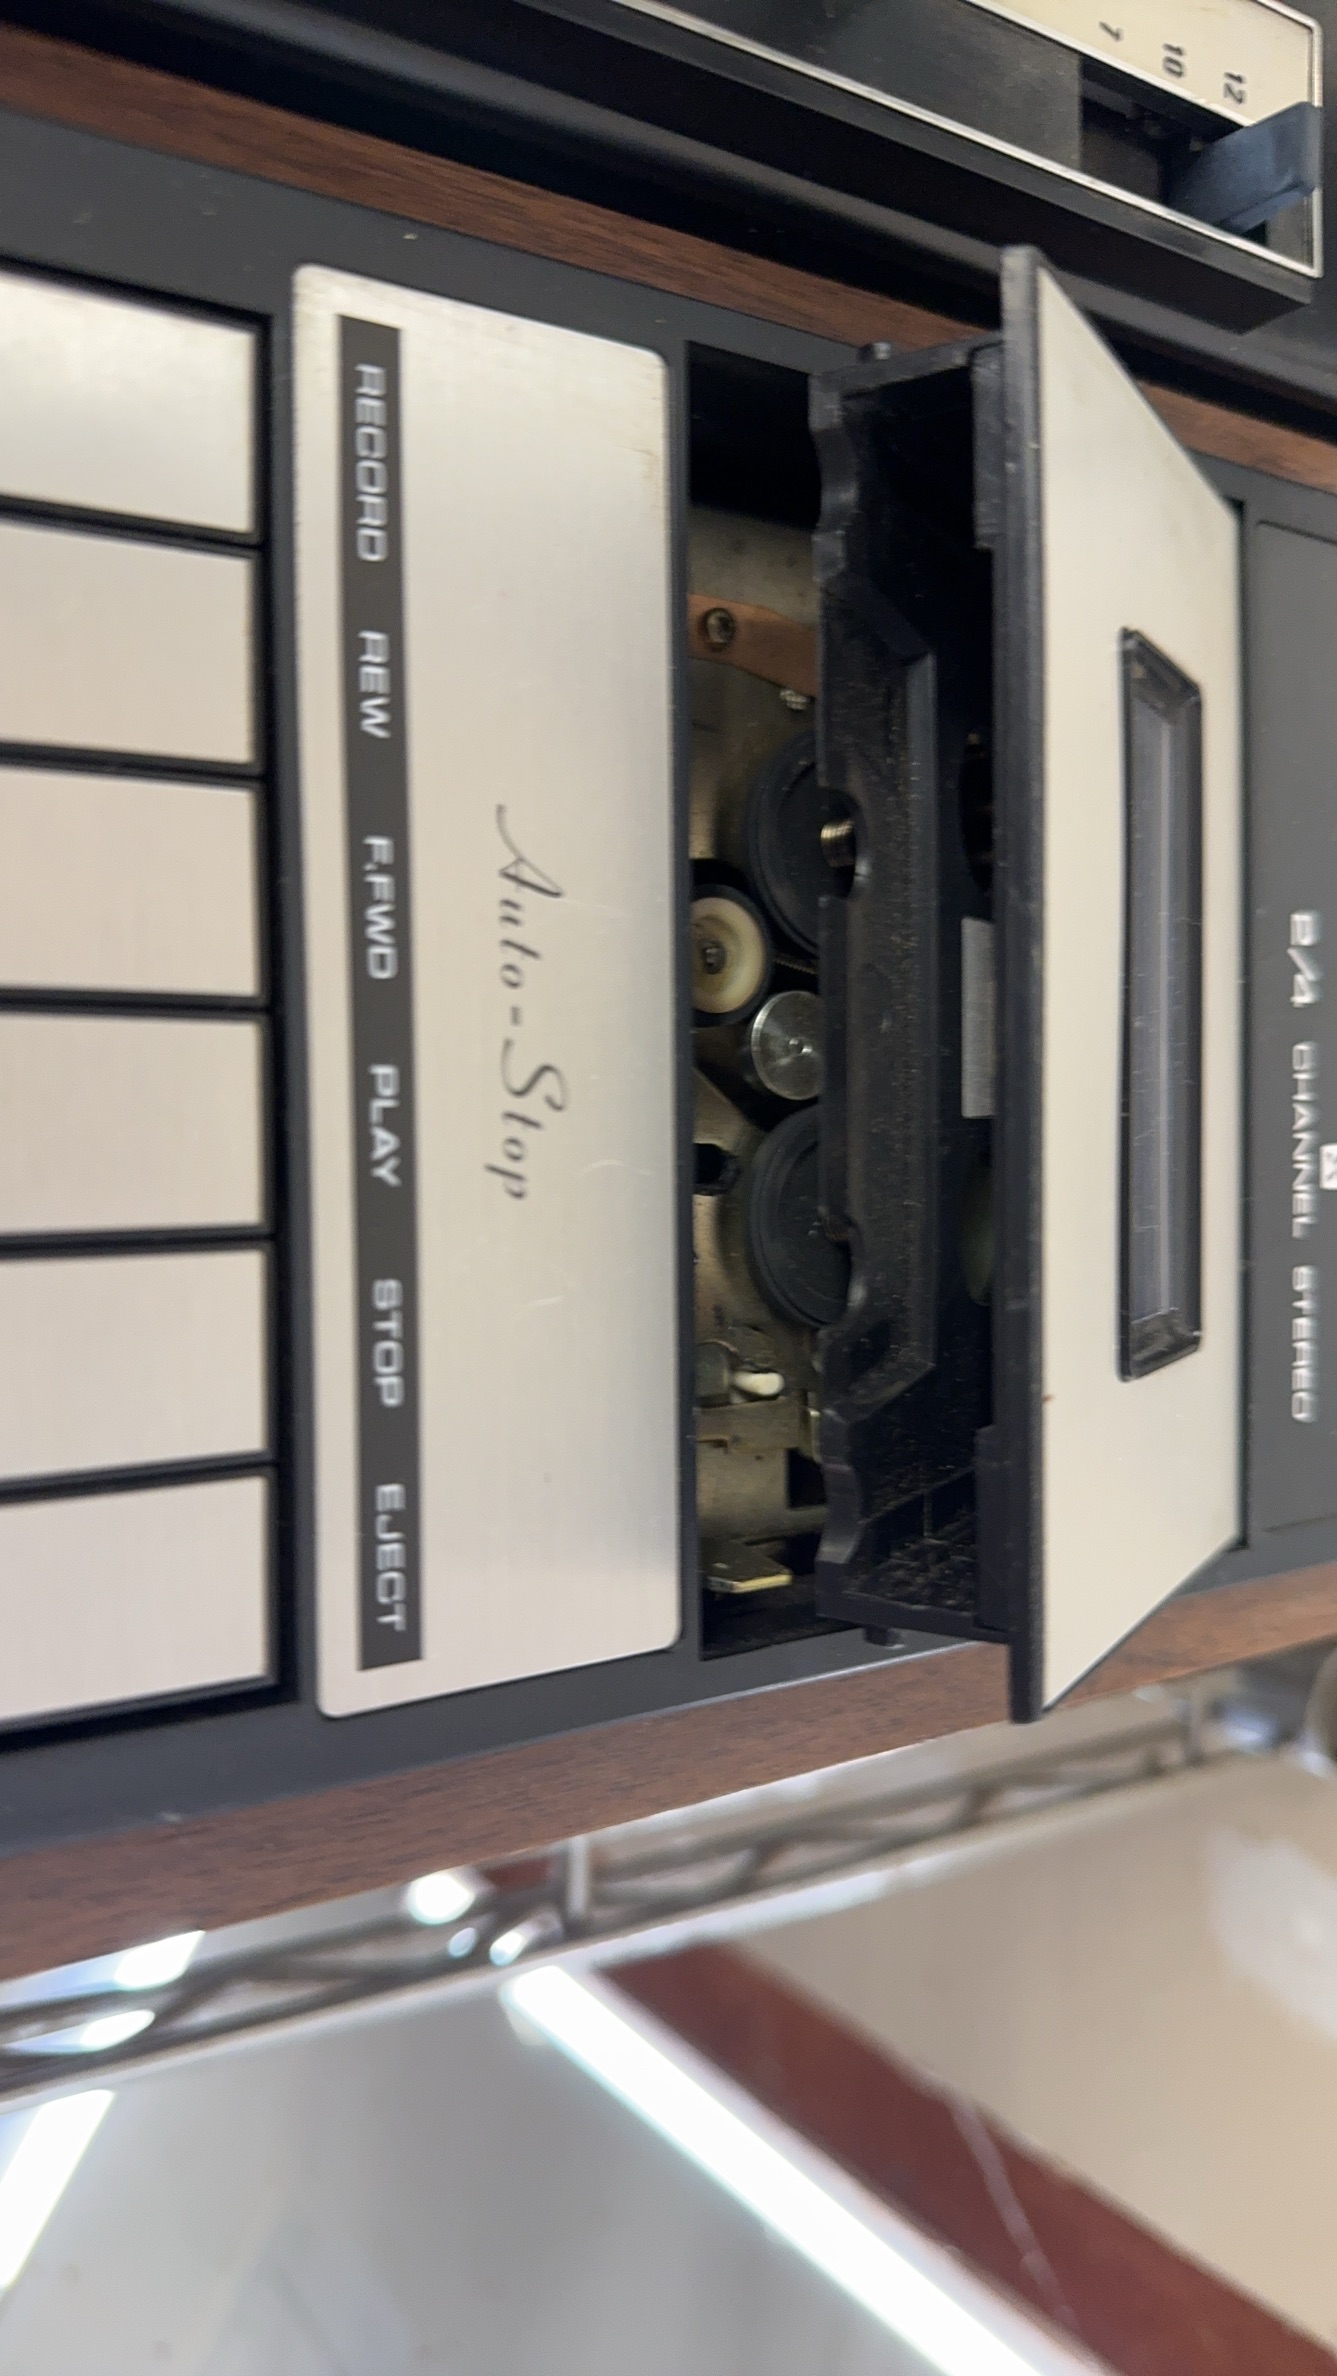 12
10
7
2/4 CHANNEL STEREO
Auto-Stop
RECORD REW F.FWD PLAY STOP EJECT